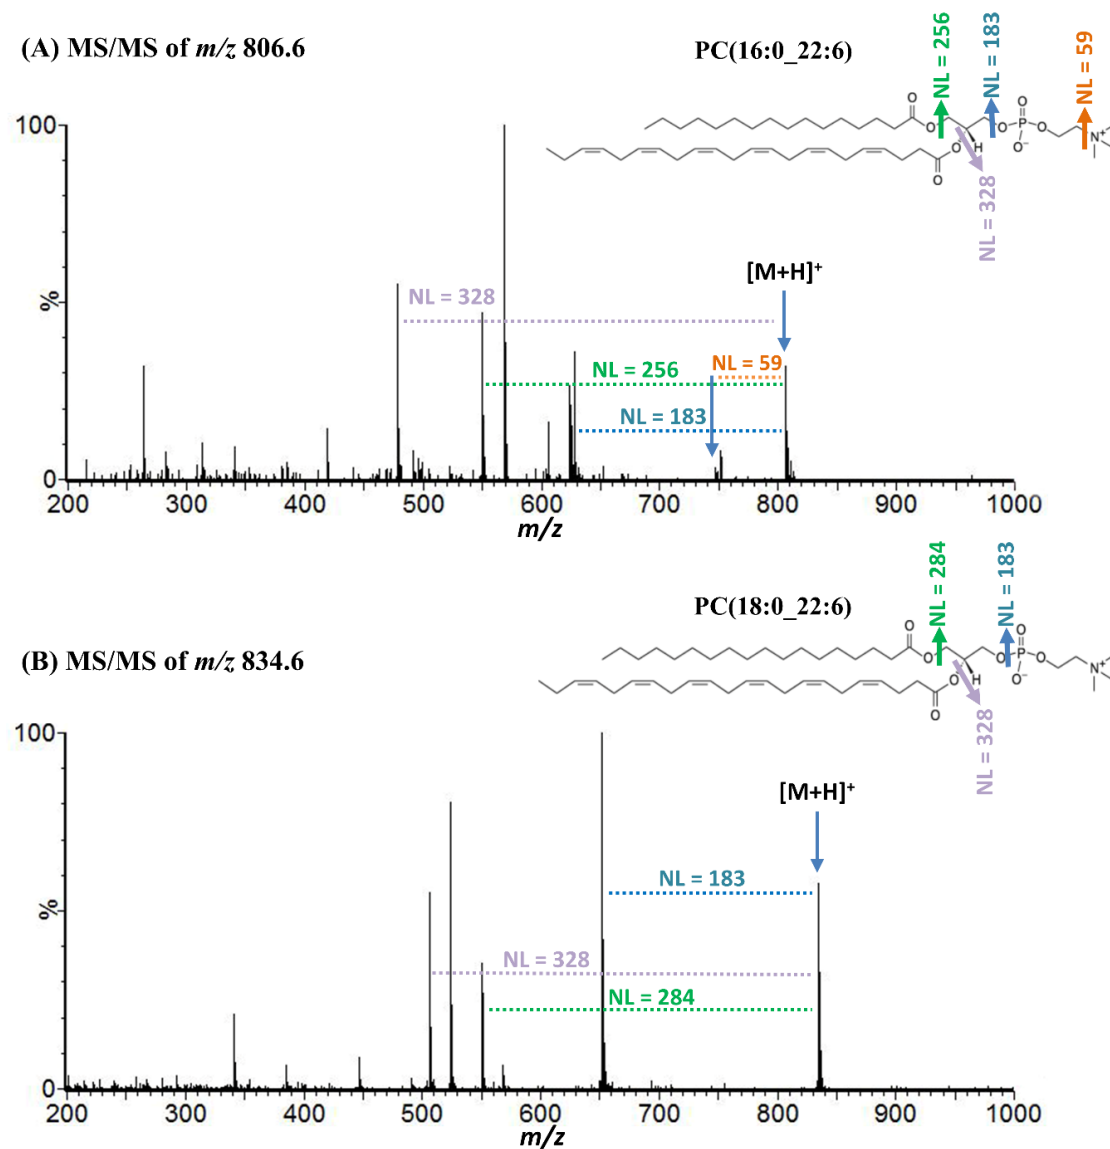 (A) MS/MS of m/z 806.6
PC(16:0_22:6)
NL = 256
NL = 183
NL = 59
NL = 328
O
O
O
O
P
O
O⁻
O
N⁺
H
100
%
0
[M+H]⁺
NL = 328
NL = 59
NL = 256
NL = 183
200 300 400 500 600 700 800 900 1000
m/z
(B) MS/MS of m/z 834.6
PC(18:0_22:6)
NL = 284
NL = 183
NL = 328
O
O
O
O
P
O
O⁻
O
N⁺
H
100
%
0
[M+H]⁺
NL = 183
NL = 328
NL = 284
200 300 400 500 600 700 800 900 1000
m/z